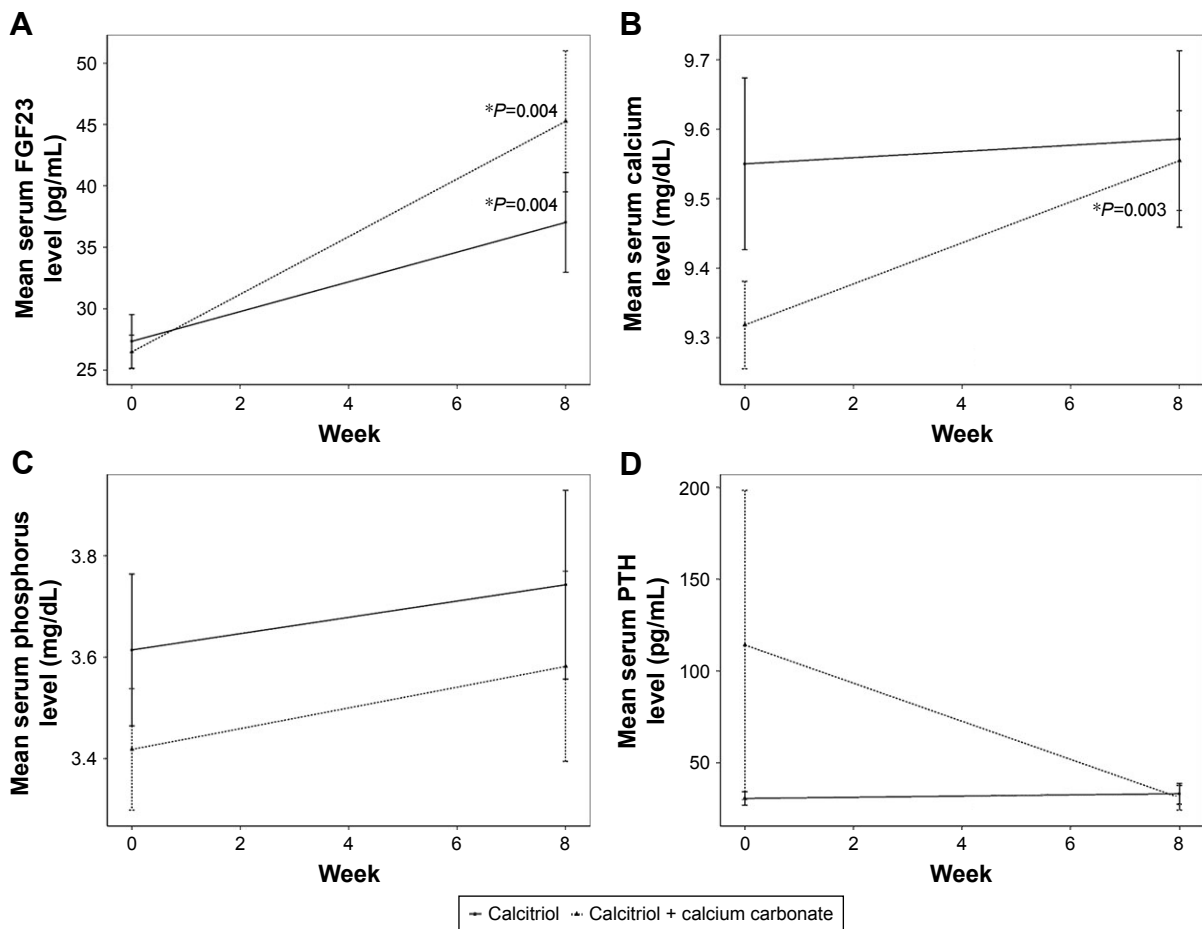 A
Mean serum FGF23
level (pg/mL)
50
45
40
35
30
25
*P=0.004
*P=0.004
0 2 4 6 8
Week
B
Mean serum calcium
level (mg/dL)
9.7
9.6
9.5
9.4
9.3
*P=0.003
0 2 4 6 8
Week
C
Mean serum phosphorus
level (mg/dL)
3.8
3.6
3.4
0 2 4 6 8
Week
D
Mean serum PTH
level (pg/mL)
200
150
100
50
0 2 4 6 8
Week
Calcitriol Calcitriol + calcium carbonate